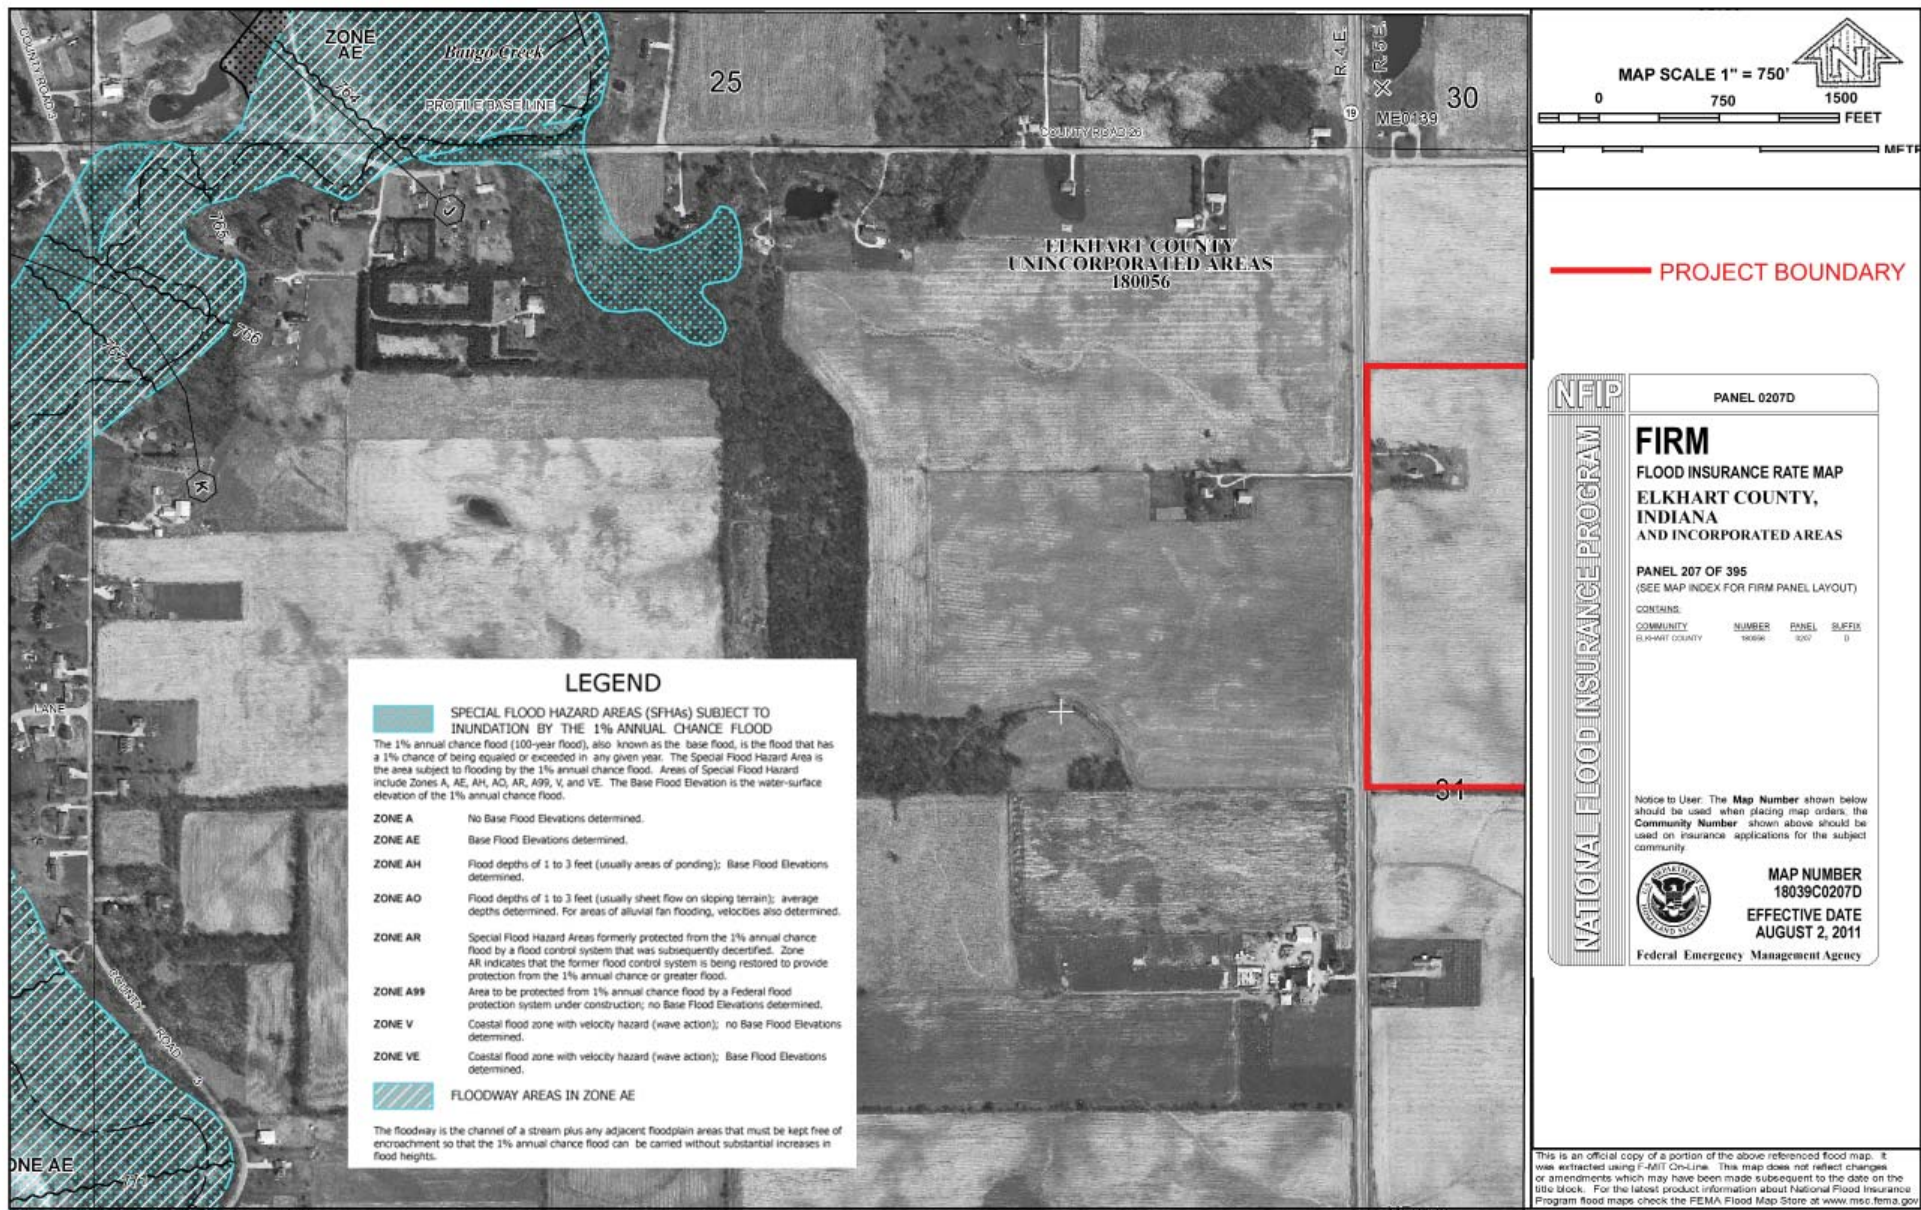 ZONE
AE
Baugo Creek
PROFILE BASE LINE
764
25
R. 4 E.
X R. 5 E.
19
ME0139
30
COUNTY ROAD 26
COUNTY ROAD 3
J
765
766
767
K
ELKHART COUNTY
UNINCORPORATED AREAS
180056
31
LANE
COUNTY ROAD 3
ONE AE
771
LEGEND
SPECIAL FLOOD HAZARD AREAS (SFHAs) SUBJECT TO
INUNDATION BY THE 1% ANNUAL CHANCE FLOOD
The 1% annual chance flood (100-year flood), also known as the base flood, is the flood that has
a 1% chance of being equaled or exceeded in any given year. The Special Flood Hazard Area is
the area subject to flooding by the 1% annual chance flood. Areas of Special Flood Hazard
include Zones A, AE, AH, AO, AR, A99, V, and VE. The Base Flood Elevation is the water-surface
elevation of the 1% annual chance flood.
ZONE A No Base Flood Elevations determined.
ZONE AE Base Flood Elevations determined.
ZONE AH Flood depths of 1 to 3 feet (usually areas of ponding); Base Flood Elevations
determined.
ZONE AO Flood depths of 1 to 3 feet (usually sheet flow on sloping terrain); average
depths determined. For areas of alluvial fan flooding, velocities also determined.
ZONE AR Special Flood Hazard Areas formerly protected from the 1% annual chance
flood by a flood control system that was subsequently decertified. Zone
AR indicates that the former flood control system is being restored to provide
protection from the 1% annual chance or greater flood.
ZONE A99 Area to be protected from 1% annual chance flood by a Federal flood
protection system under construction; no Base Flood Elevations determined.
ZONE V Coastal flood zone with velocity hazard (wave action); no Base Flood Elevations
determined.
ZONE VE Coastal flood zone with velocity hazard (wave action); Base Flood Elevations
determined.
FLOODWAY AREAS IN ZONE AE
The floodway is the channel of a stream plus any adjacent floodplain areas that must be kept free of
encroachment so that the 1% annual chance flood can be carried without substantial increases in
flood heights.
N
MAP SCALE 1" = 750'
0 750 1500
FEET
METR
PROJECT BOUNDARY
NFIP
NATIONAL FLOOD INSURANCE PROGRAM
PANEL 0207D
FIRM
FLOOD INSURANCE RATE MAP
ELKHART COUNTY,
INDIANA
AND INCORPORATED AREAS
PANEL 207 OF 395
(SEE MAP INDEX FOR FIRM PANEL LAYOUT)
CONTAINS:
COMMUNITY NUMBER PANEL SUFFIX
ELKHART COUNTY 180056 0207 D
Notice to User: The Map Number shown below
should be used when placing map orders; the
Community Number shown above should be
used on insurance applications for the subject
community.
U.S. DEPARTMENT OF HOMELAND SECURITY
MAP NUMBER
18039C0207D
EFFECTIVE DATE
AUGUST 2, 2011
Federal Emergency Management Agency
This is an official copy of a portion of the above referenced flood map. It
was extracted using F-MIT On-Line. This map does not reflect changes
or amendments which may have been made subsequent to the date on the
title block. For the latest product information about National Flood Insurance
Program flood maps check the FEMA Flood Map Store at www.msc.fema.gov